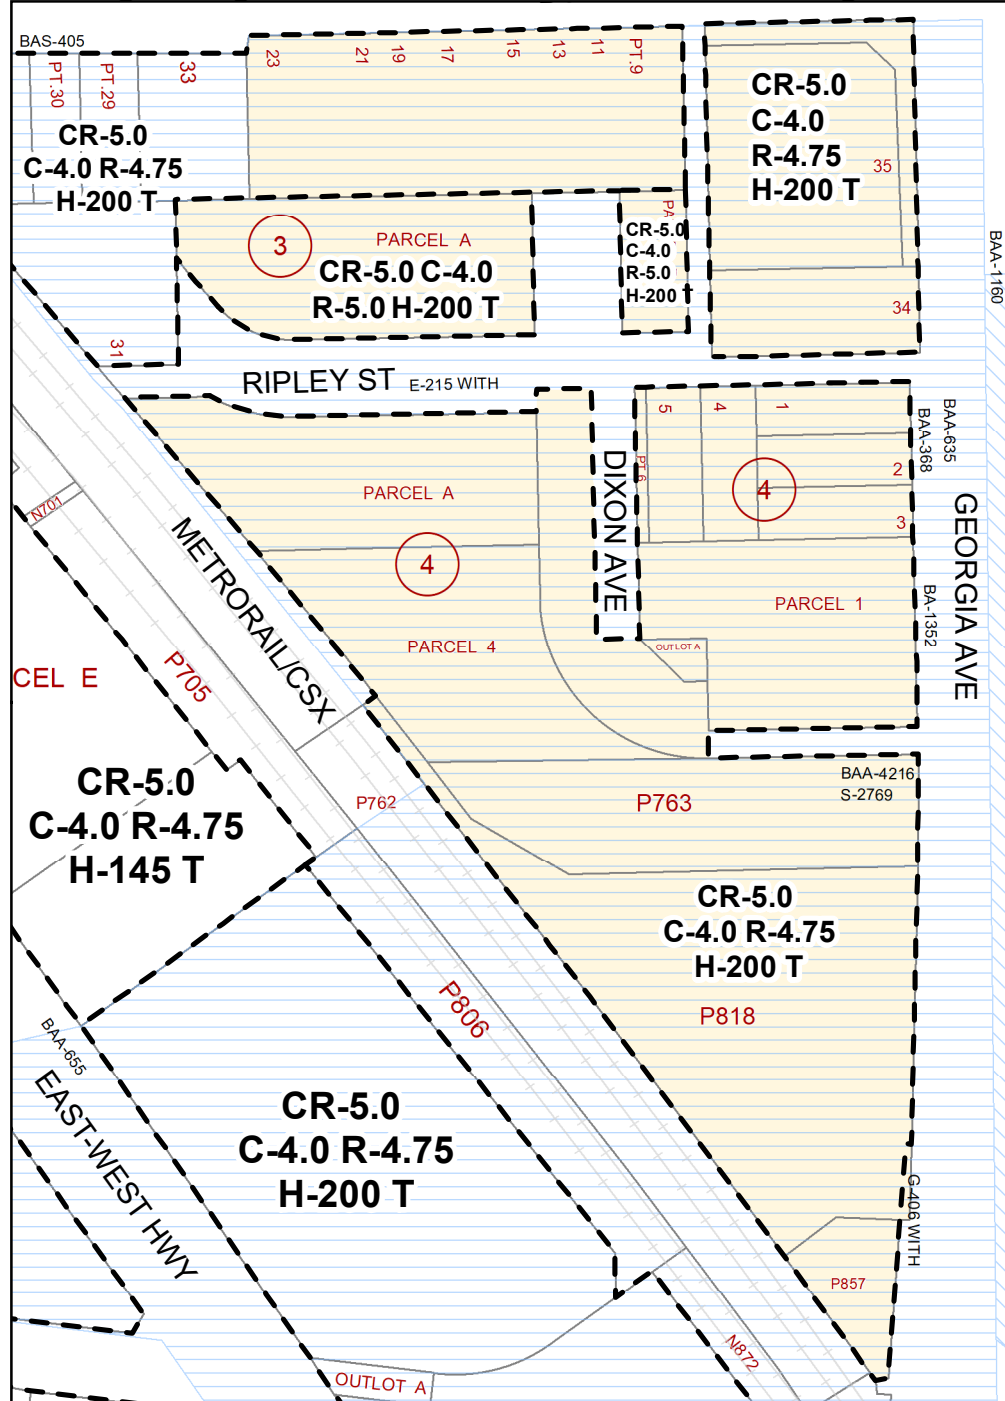 BAS-405
PT.30
PT.29
33
23
21
19
17
15
13
11
PT.9
CR-5.0
C-4.0 R-4.75
H-200 T
CR-5.0
C-4.0
R-4.75
H-200 T
35
34
BAA-1160
3
PARCEL A
CR-5.0 C-4.0
R-5.0 H-200 T
PA
CR-5.0
C-4.0
R-5.0
H-200 T
31
RIPLEY ST
E-215 WITH
5
4
1
2
3
PT.6
4
BAA-368
BAA-635
PARCEL A
4
PARCEL 4
DIXON AVE
PARCEL 1
OUTLOT A
BA-1352
GEORGIA AVE
N701
METRORAIL/CSX
P705
CEL E
CR-5.0
C-4.0 R-4.75
H-145 T
P762
P763
BAA-4216
S-2769
CR-5.0
C-4.0 R-4.75
H-200 T
P818
P806
BAA-655
EAST-WEST HWY
CR-5.0
C-4.0 R-4.75
H-200 T
G-406 WITH
P857
N872
OUTLOT A